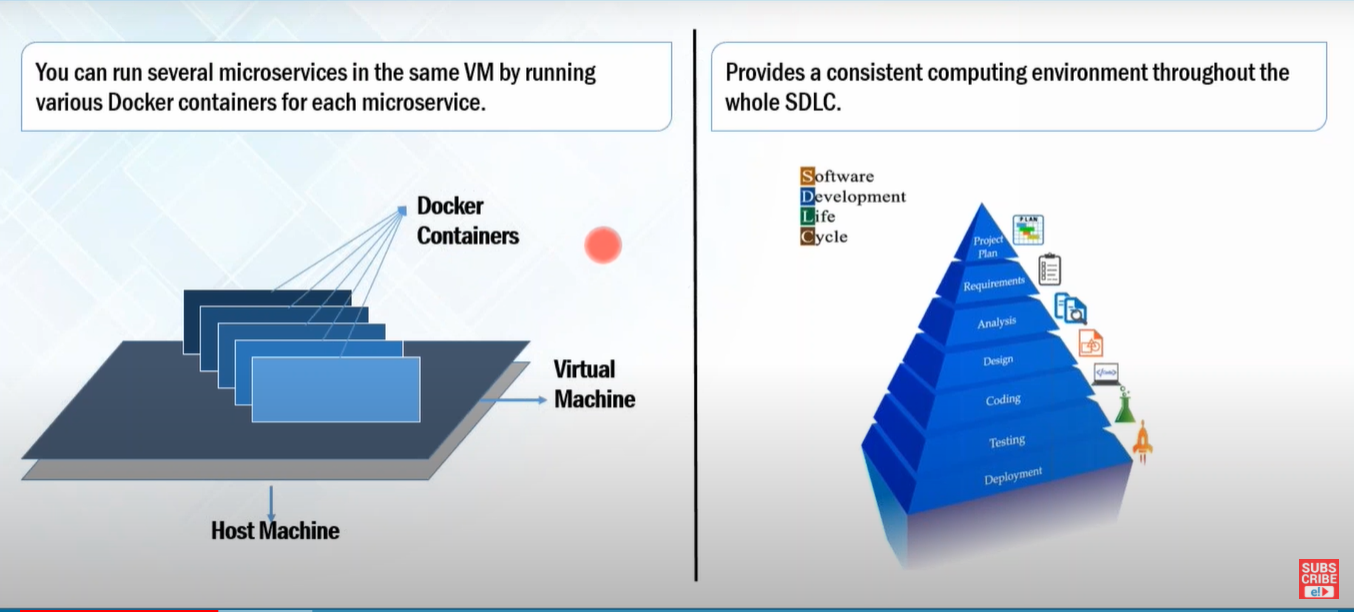 You can run several microservices in the same VM by running
various Docker containers for each microservice.
Docker
Containers
Virtual
Machine
Host Machine
Provides a consistent computing environment throughout the
whole SDLC.
Software
Development
Life
Cycle
PLAN
Project
Plan
Requirements
Analysis
Design
Coding
Testing
Deployment
SUBS
CRIBE
e!